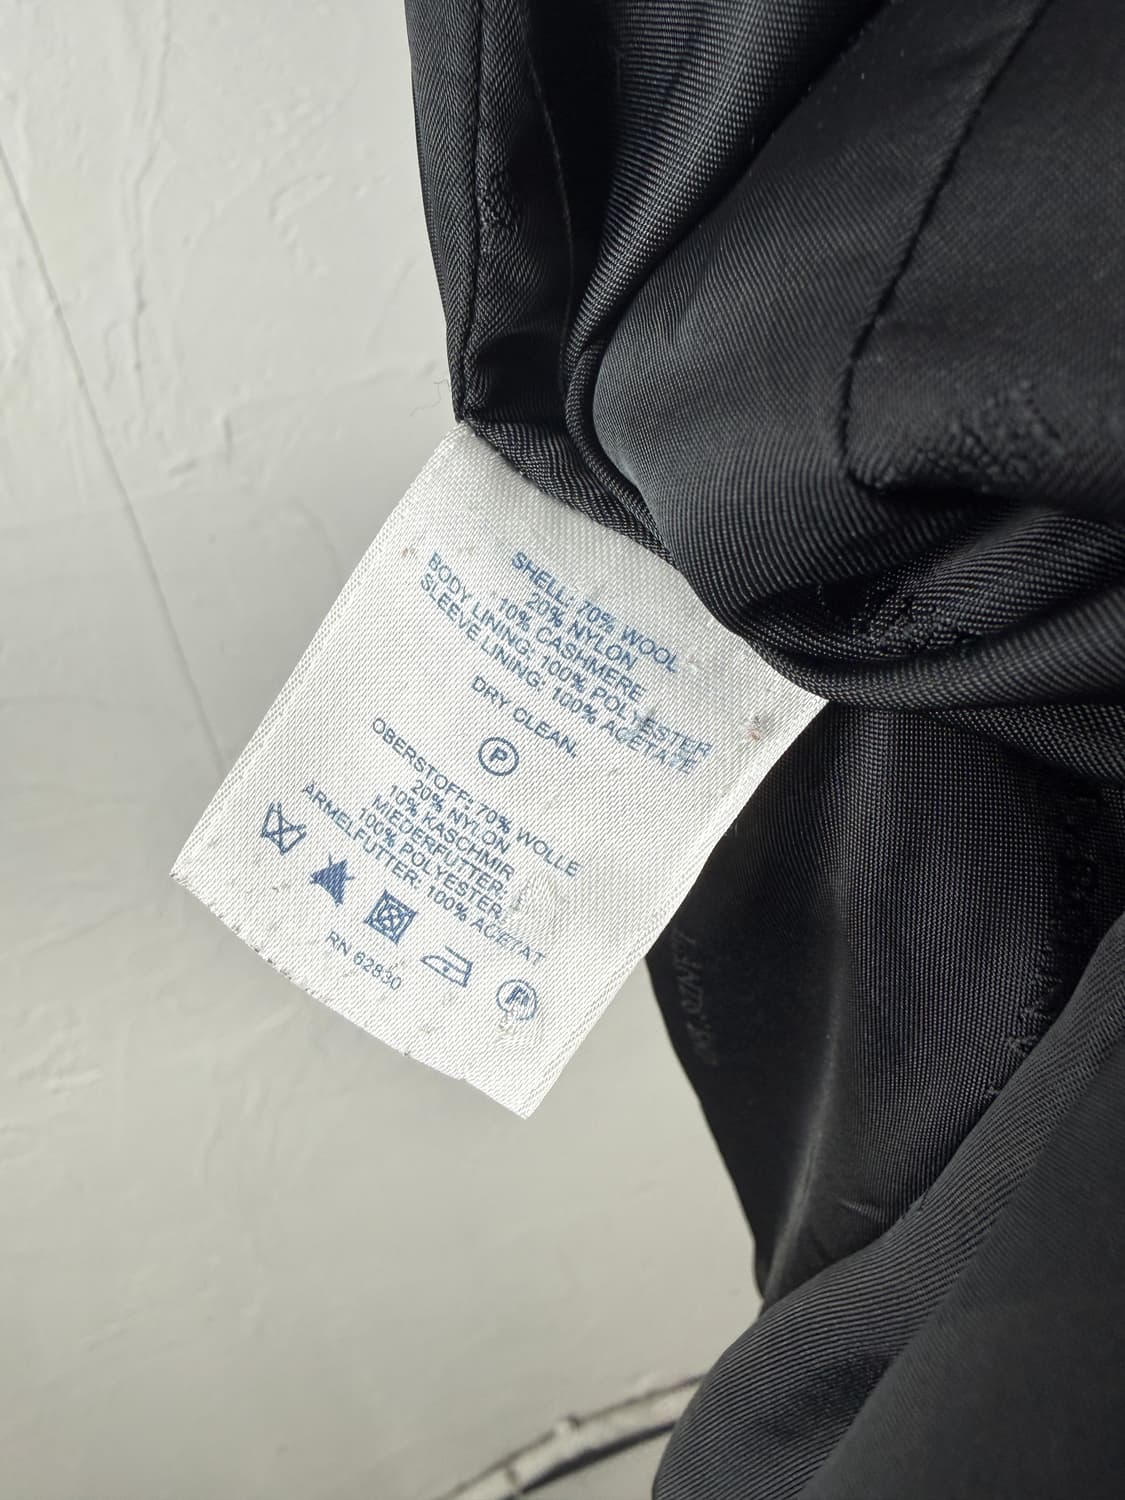 SHELL: 70% WOOL
20% NYLON
10% CASHMERE
BODY LINING: 100% POLYESTER
SLEEVE LINING: 100% ACETATE
DRY CLEAN.
P
OBERSTOFF: 70% WOLLE
20% NYLON
10% KASCHMIR
MIEDERFUTTER:
100% POLYESTER.
ARMELFUTTER: 100% ACETAT
RN 62830